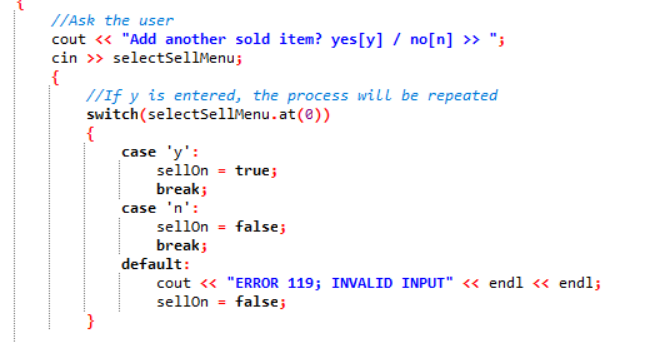 {
//Ask the user
cout << "Add another sold item? yes[y] / no[n] >> ";
cin >> selectSellMenu;
{
//If y is entered, the process will be repeated
switch(selectSellMenu.at(0))
{
case 'y':
sellOn = true;
break;
case 'n':
sellOn = false;
break;
default:
cout << "ERROR 119; INVALID INPUT" << endl << endl;
sellOn = false;
}